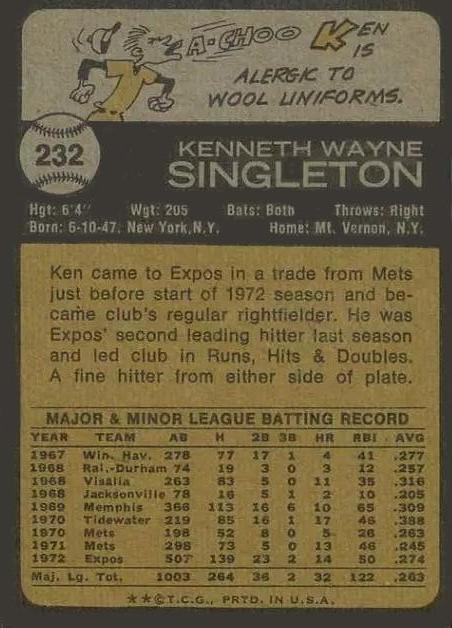 A-CHOO KEN
IS
ALERGIC TO
WOOL UNIFORMS.
232
KENNETH WAYNE
SINGLETON
Hgt: 6'4" Wgt: 205 Bats: Both Throws: Right
Born: 6-10-47, New York, N.Y. Home: Mt. Vernon, N.Y.
Ken came to Expos in a trade from Mets
just before start of 1972 season and be-
came club's regular rightfielder. He was
Expos' second leading hitter last season
and led club in Runs, Hits & Doubles.
A fine hitter from either side of plate.
MAJOR & MINOR LEAGUE BATTING RECORD
YEAR TEAM AB H 2B 3B HR RBI AVG
1967 Win. Hav. 278 77 17 1 4 41 .277
1968 Ral.-Durham 74 19 3 0 3 12 .257
1968 Visalia 263 83 5 0 11 35 .316
1968 Jacksonville 78 16 5 1 2 10 .205
1969 Memphis 366 113 16 6 10 65 .309
1970 Tidewater 219 85 16 1 17 46 .388
1970 Mets 198 52 8 0 5 26 .263
1971 Mets 298 73 5 0 13 46 .245
1972 Expos 507 139 23 2 14 50 .274
Maj. Lg. Tot. 1003 264 36 2 32 122 .263
**©T.C.G., PRTD. IN U.S.A.